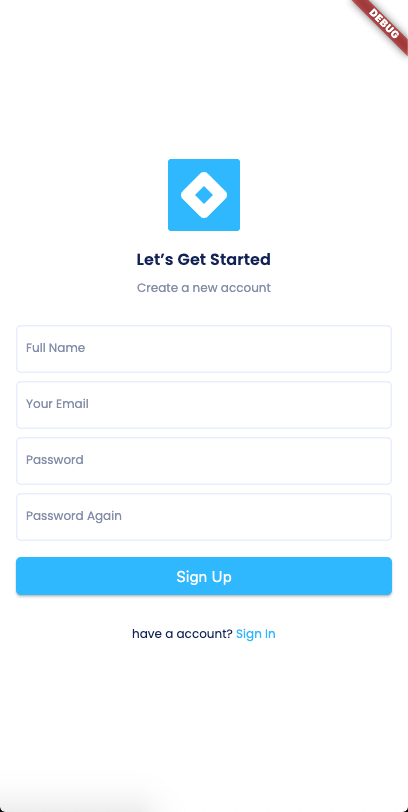 DEBUG
Let’s Get Started
Create a new account
Full Name
Your Email
Password
Password Again
Sign Up
have a account? Sign In